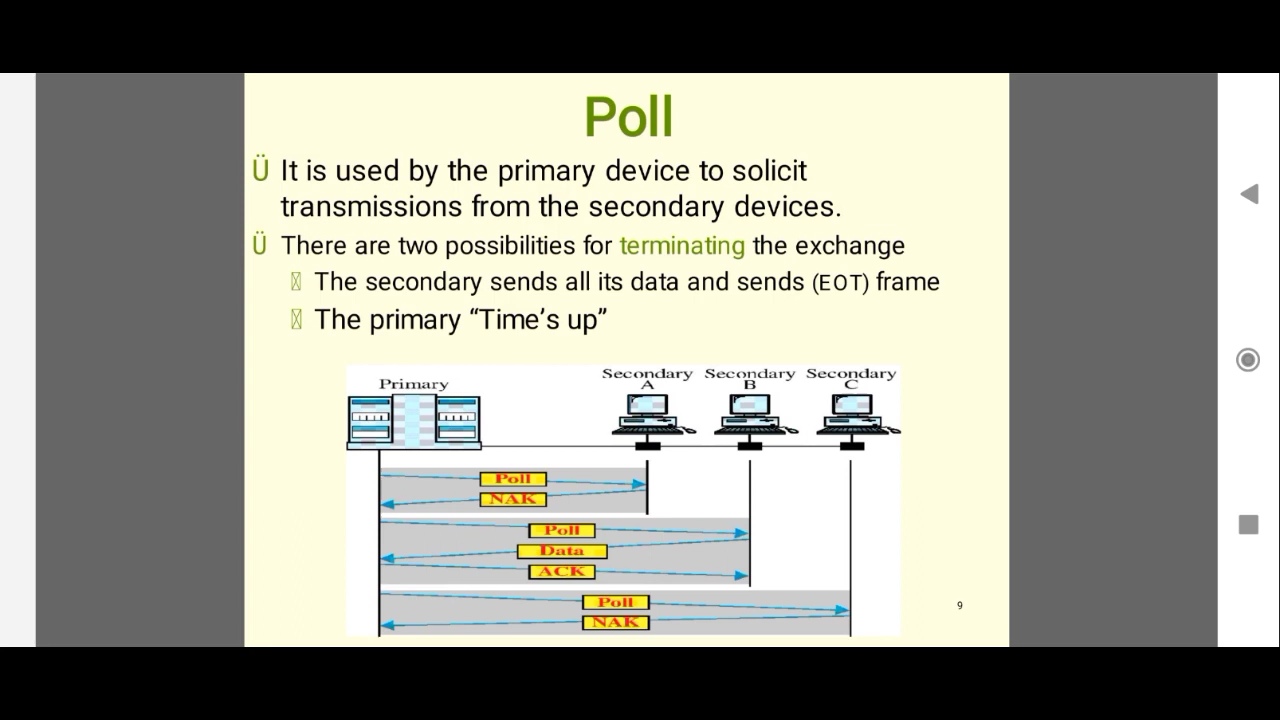 Poll
Ü It is used by the primary device to solicit
transmissions from the secondary devices.
Ü There are two possibilities for terminating the exchange
The secondary sends all its data and sends (EOT) frame
The primary “Time’s up”
Primary
Secondary A
Secondary B
Secondary C
Poll
NAK
Poll
Data
ACK
Poll
NAK
9